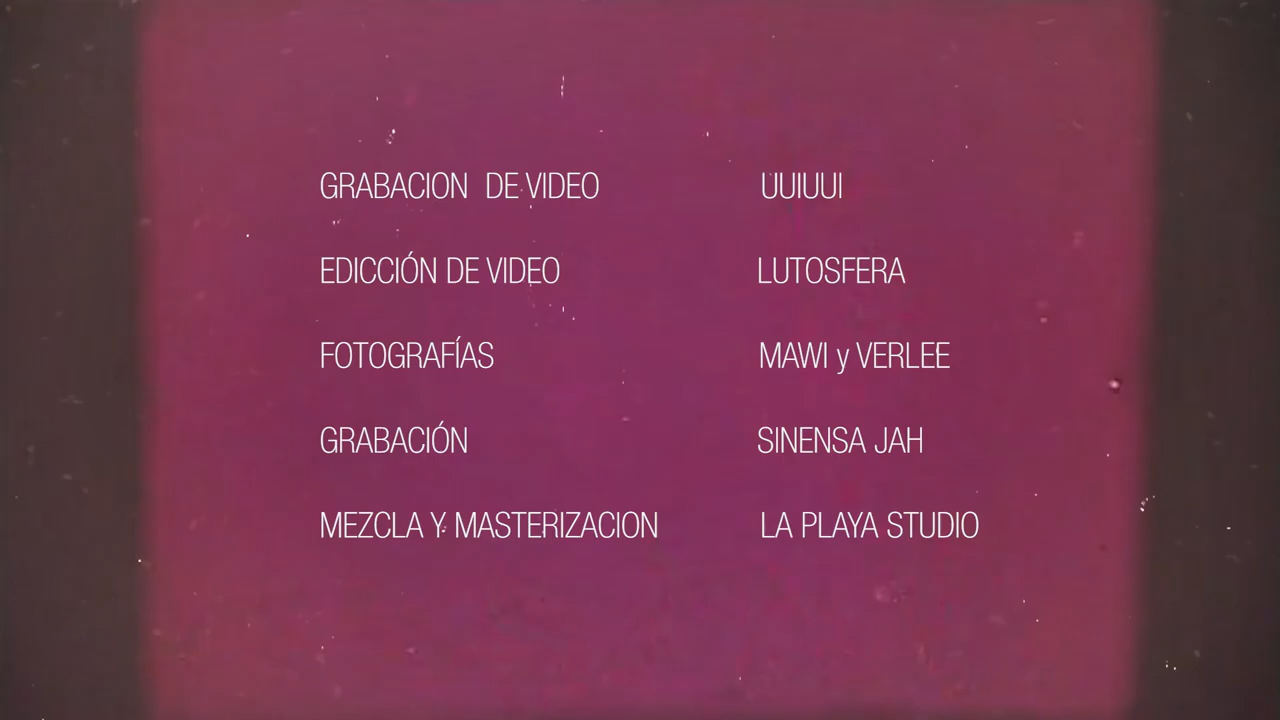 GRABACION DE VIDEO UUIUUI
EDICCIÓN DE VIDEO LUTOSFERA
FOTOGRAFÍAS MAWI y VERLEE
GRABACIÓN SINENSA JAH
MEZCLA Y MASTERIZACION LA PLAYA STUDIO